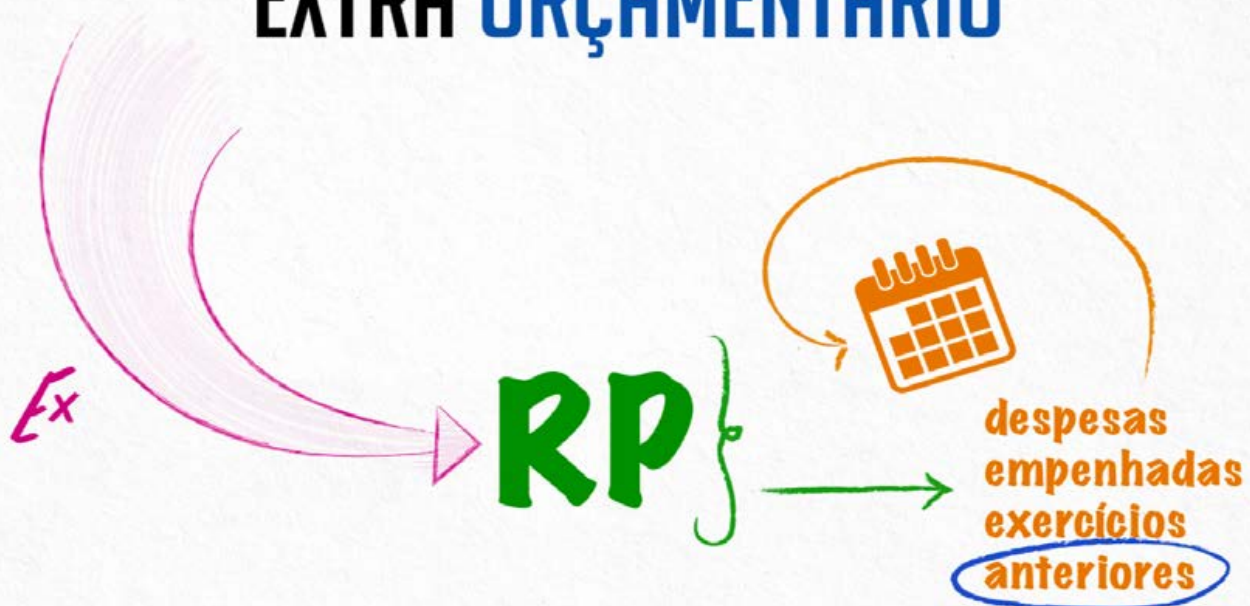 EXTRA ORÇAMENTÁRIO
Ex
RP
despesas
empenhadas
exercícios
anteriores